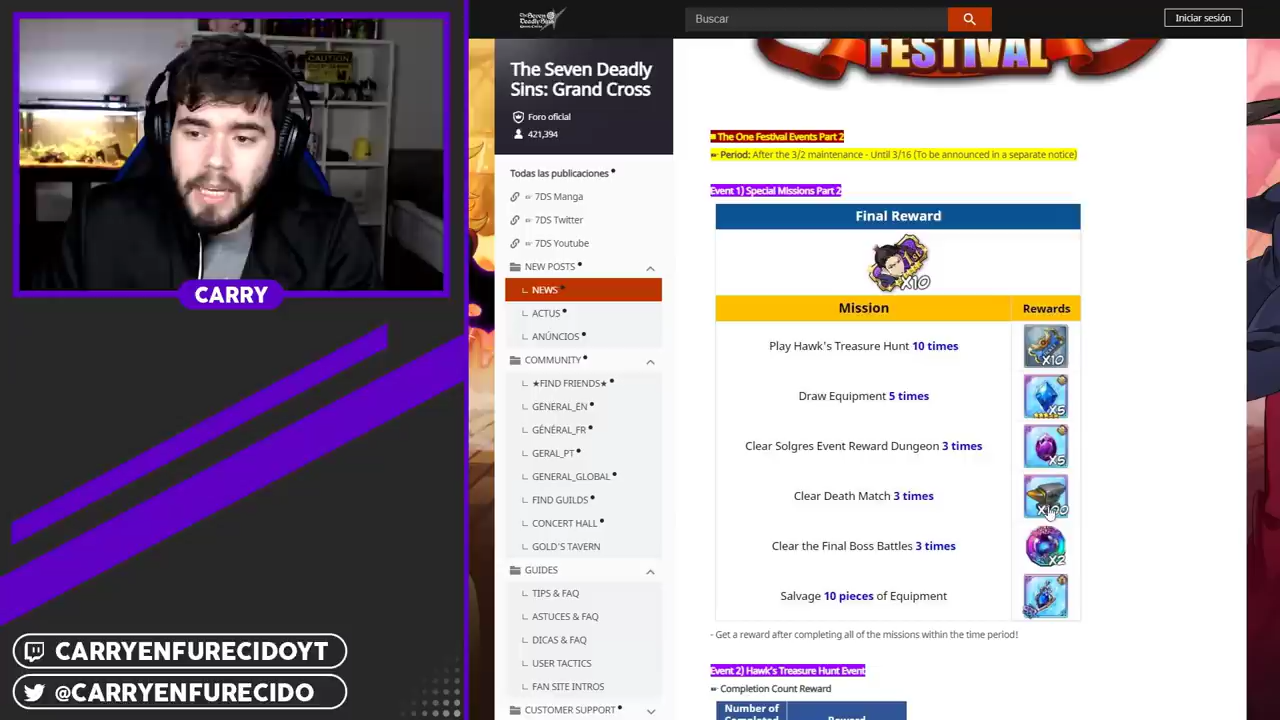 CAUTION
CARRY
CARRYENFURECIDOYT
@CARRYENFURECIDO
The Seven Deadly Sins
Buscar
Iniciar sesión
The Seven Deadly
Sins: Grand Cross
Foro oficial
421,394
Todas las publicaciones
7DS Manga
7DS Twitter
7DS Youtube
NEW POSTS
NEWS
ACTUS
ANÚNCIOS
COMMUNITY
★FIND FRIENDS★
GENERAL_EN
GÉNÉRAL_FR
GERAL_PT
GENERAL_GLOBAL
FIND GUILDS
CONCERT HALL
GOLD'S TAVERN
GUIDES
TIPS & FAQ
ASTUCES & FAQ
DICAS & FAQ
USER TACTICS
FAN SITE INTROS
CUSTOMER SUPPORT
FESTIVAL
■ The One Festival Events Part 2
Period: After the 3/2 maintenance - Until 3/16 (To be announced in a separate notice)
Event 1) Special Missions Part 2
Final Reward
X10
Mission Rewards
Play Hawk's Treasure Hunt 10 times X10
Draw Equipment 5 times X5
Clear Solgres Event Reward Dungeon 3 times X5
Clear Death Match 3 times
Clear the Final Boss Battles 3 times X2
Salvage 10 pieces of Equipment
- Get a reward after completing all of the missions within the time period!
Event 2) Hawk's Treasure Hunt Event
Completion Count Reward
Number of
Completed Reward